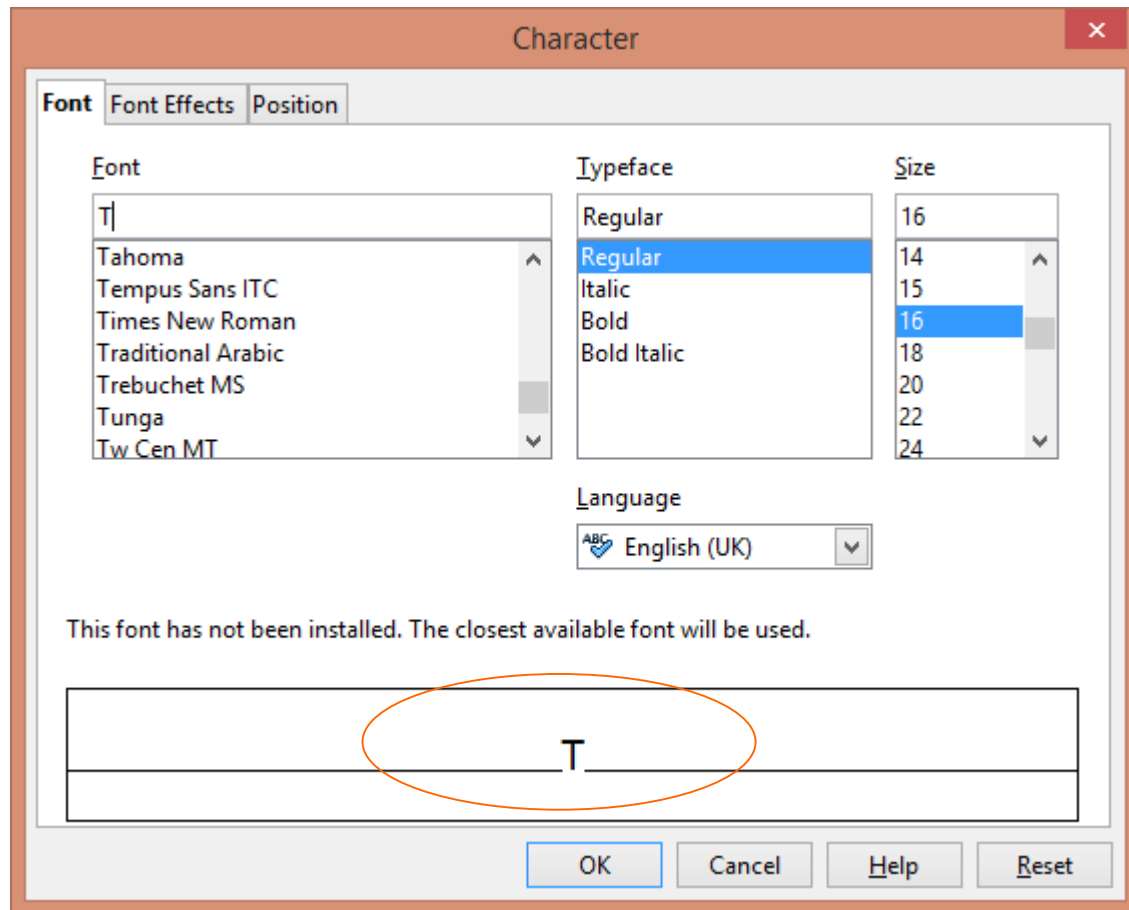 Character
Font Font Effects Position
Font Typeface Size
T Regular 16
Tahoma Regular 14
Tempus Sans ITC Italic 15
Times New Roman Bold 16
Traditional Arabic Bold Italic 18
Trebuchet MS 20
Tunga 22
Tw Cen MT 24
Language
ABC English (UK)
This font has not been installed. The closest available font will be used.
T
OK Cancel Help Reset